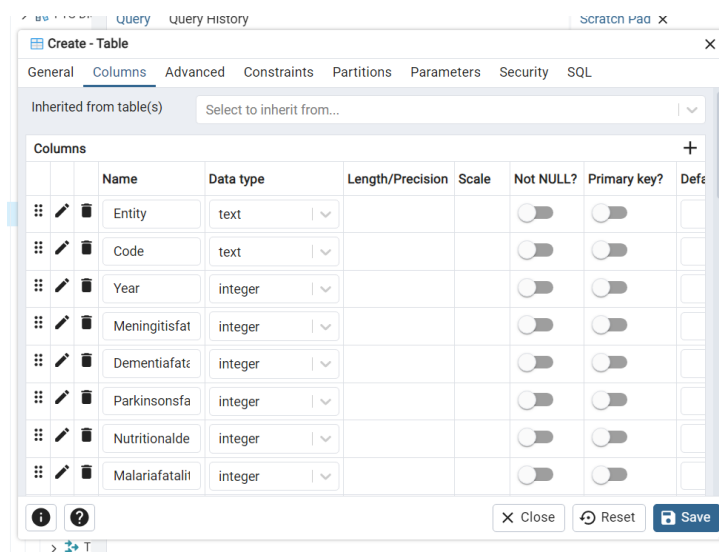 Query Query History Scratch Pad ×
Create - Table
General Columns Advanced Constraints Partitions Parameters Security SQL
Inherited from table(s) Select to inherit from...
Columns
Name Data type Length/Precision Scale Not NULL? Primary key? Defa
Entity text
Code text
Year integer
Meningitisfat integer
Dementiafata integer
Parkinsonsfa integer
Nutritionalde integer
Malariafatalit integer
Close Reset Save